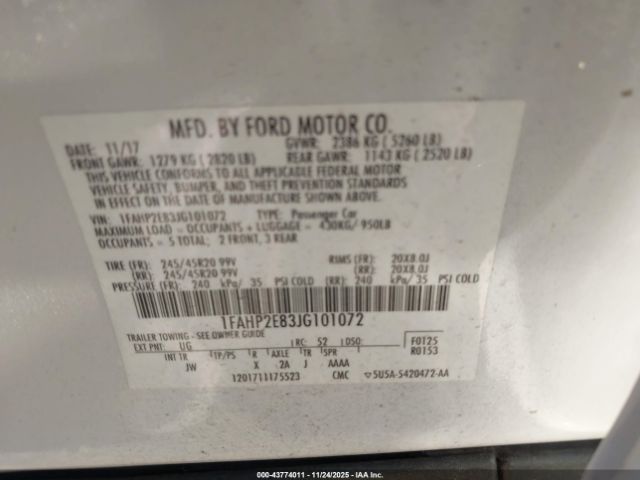 MFD. BY FORD MOTOR CO.
DATE: 11/17 GVWR: 2386 KG ( 5260 LB)
FRONT GAWR: 1279 KG ( 2820 LB) REAR GAWR: 1143 KG ( 2520 LB)
THIS VEHICLE CONFORMS TO ALL APPLICABLE FEDERAL MOTOR
VEHICLE SAFETY, BUMPER, AND THEFT PREVENTION STANDARDS
IN EFFECT ON THE DATE OF MANUFACTURE SHOWN ABOVE.
VIN: 1FAHP2E83JG101072 TYPE: Passenger Car
MAXIMUM LOAD = OCCUPANTS + LUGGAGE = 430KG/ 950LB
OCCUPANTS = 5 TOTAL; 2 FRONT, 3 REAR
TIRE (FR): 245/45R20 99V RIMS (FR): 20X8.0J
(RR): 245/45R20 99V (RR): 20X8.0J
PRESSURE (FR): 240 kPa/ 35 PSI COLD (RR): 240 kPa/ 35 PSI COLD
1FAHP2E83JG101072
TRAILER TOWING - SEE OWNER GUIDE
EXT PNT: UG RC: 52 DSO: F0125
R0153
INT TR TP/PS R AXLE TR SPR
JW X 2A J AAAA
1201711175523 CMC ▽5U5A-5420472-AA
000-43774011 - 11/24/2025 - IAA Inc.